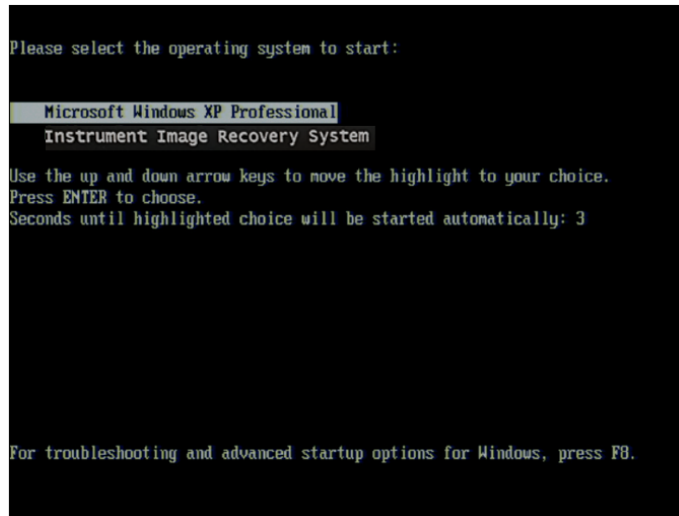 Please select the operating system to start:
Microsoft Windows XP Professional
Instrument Image Recovery System
Use the up and down arrow keys to move the highlight to your choice.
Press ENTER to choose.
Seconds until highlighted choice will be started automatically: 3
For troubleshooting and advanced startup options for Windows, press F8.